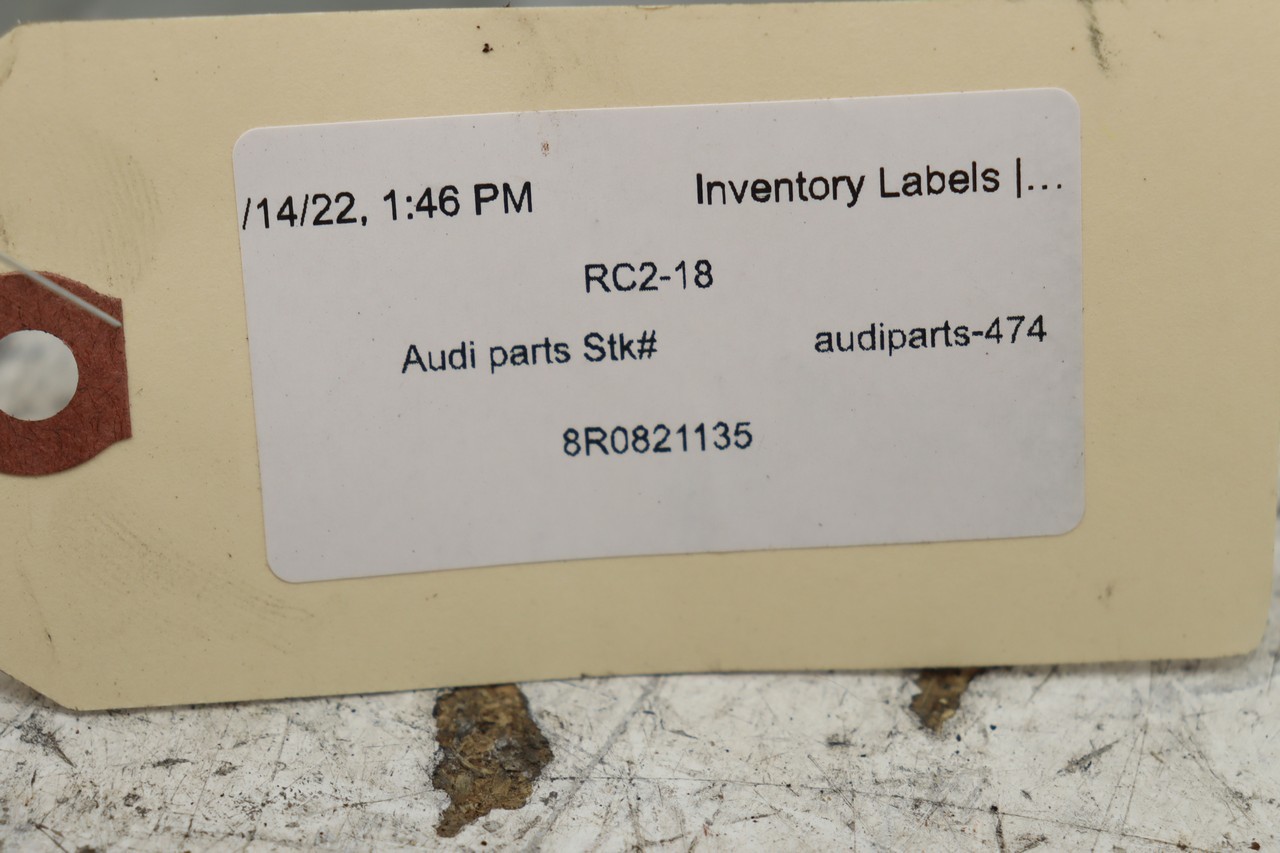 /14/22, 1:46 PM Inventory Labels |...
RC2-18
Audi parts Stk# audiparts-474
8R0821135